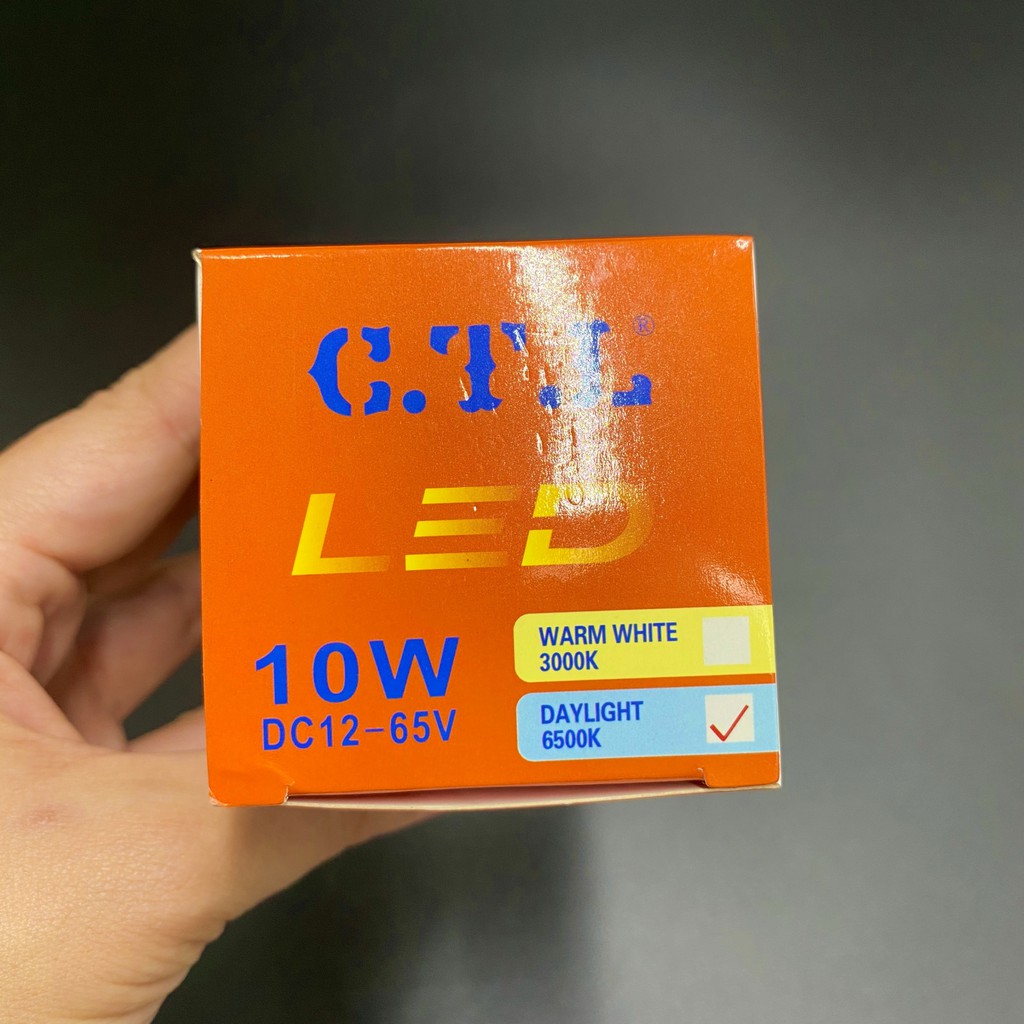 C.T.L®
LED
10W
DC12-65V
WARM WHITE
3000K
DAYLIGHT
6500K